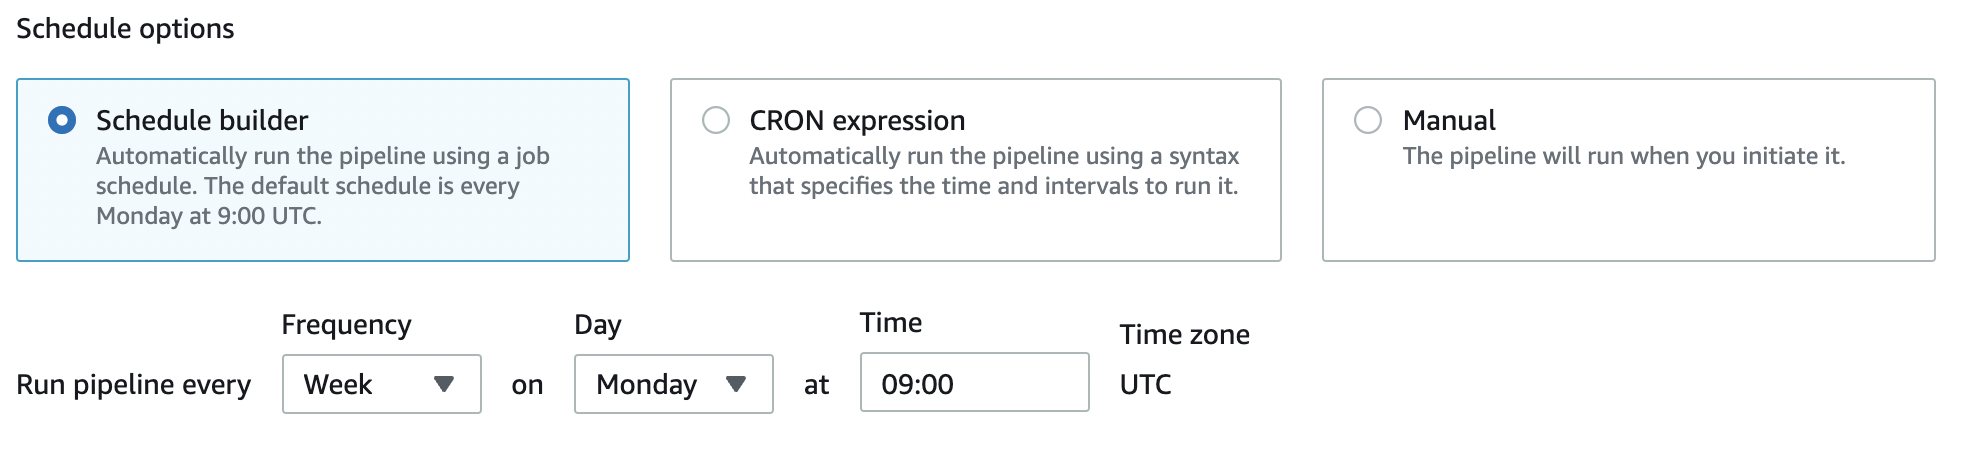 Schedule options
Schedule builder
Automatically run the pipeline using a job
schedule. The default schedule is every
Monday at 9:00 UTC.
CRON expression
Automatically run the pipeline using a syntax
that specifies the time and intervals to run it.
Manual
The pipeline will run when you initiate it.
Frequency Day Time Time zone
Run pipeline every Week on Monday at 09:00 UTC